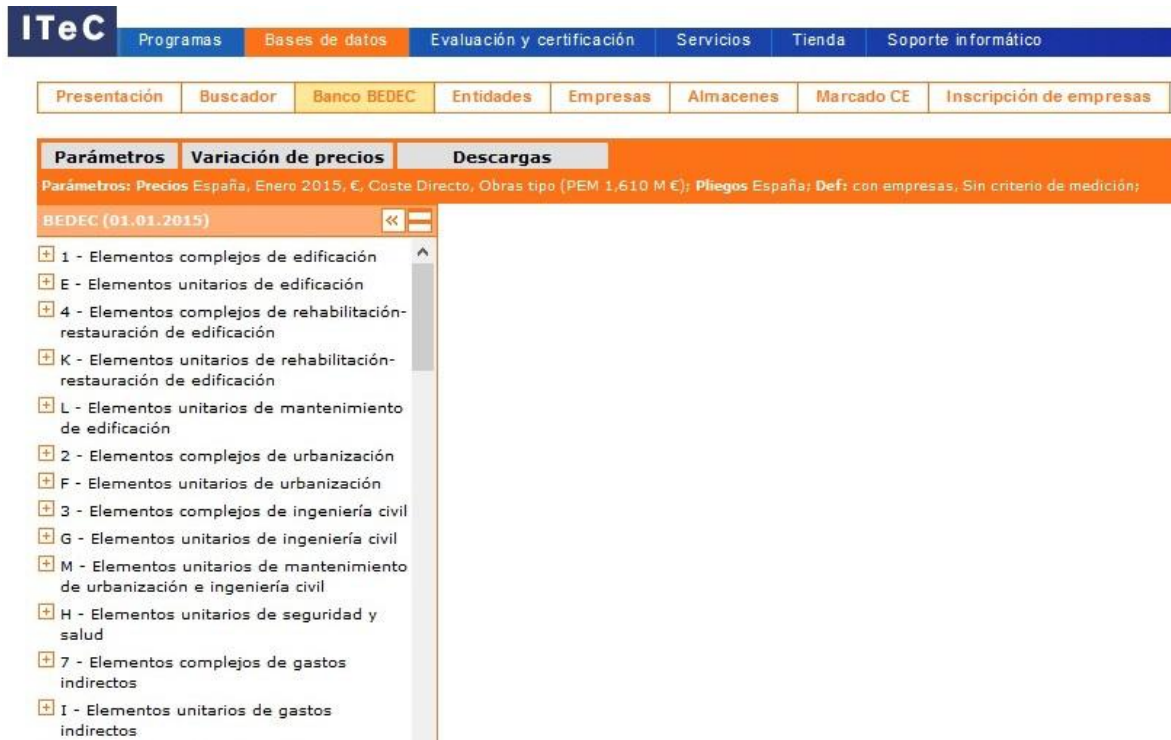 ITeC
Programas Bases de datos Evaluación y certificación Servicios Tienda Soporte informático
Presentación Buscador Banco BEDEC Entidades Empresas Almacenes Marcado CE Inscripción de empresas
Parámetros Variación de precios Descargas
Parámetros: Precios España, Enero 2015, €, Coste Directo, Obras tipo (PEM 1,610 M €); Pliegos España; Def: con empresas, Sin criterio de medición;
BEDEC (01.01.2015) «
1 - Elementos complejos de edificación
E - Elementos unitarios de edificación
4 - Elementos complejos de rehabilitación-
restauración de edificación
K - Elementos unitarios de rehabilitación-
restauración de edificación
L - Elementos unitarios de mantenimiento
de edificación
2 - Elementos complejos de urbanización
F - Elementos unitarios de urbanización
3 - Elementos complejos de ingeniería civil
G - Elementos unitarios de ingeniería civil
M - Elementos unitarios de mantenimiento
de urbanización e ingeniería civil
H - Elementos unitarios de seguridad y
salud
7 - Elementos complejos de gastos
indirectos
I - Elementos unitarios de gastos
indirectos